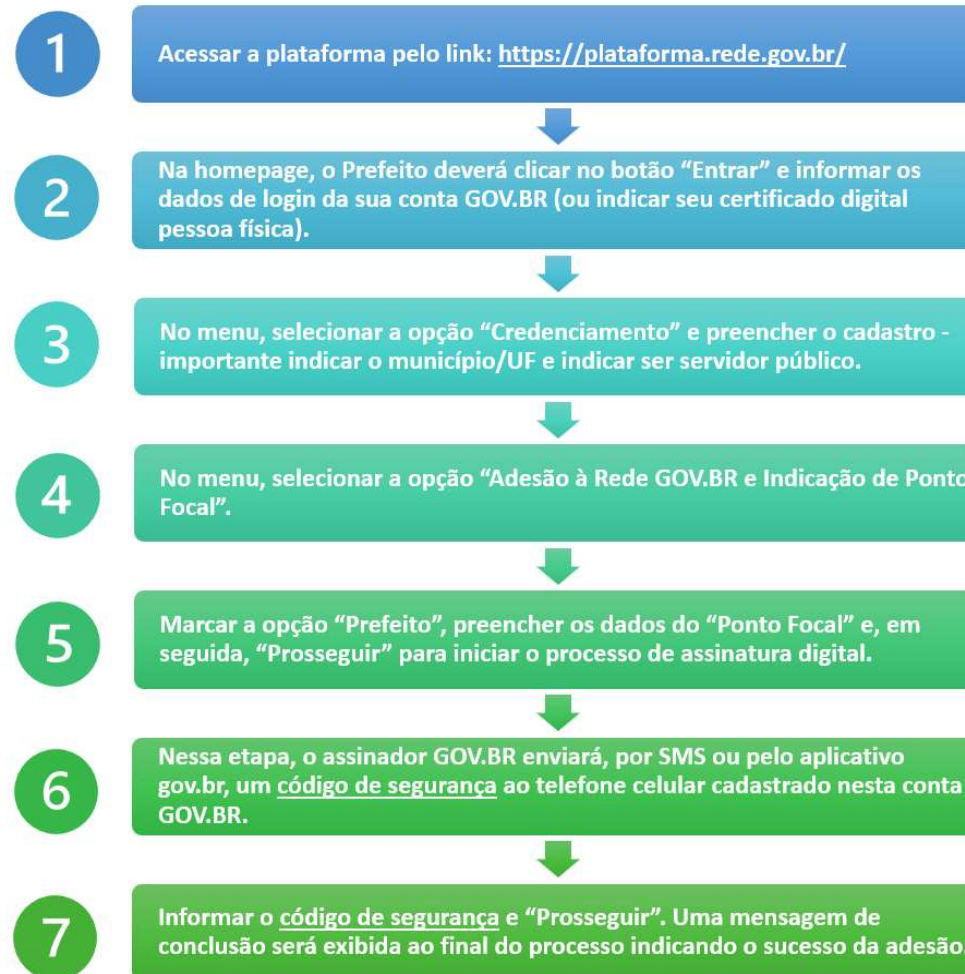 1
Acessar a plataforma pelo link: https://plataforma.rede.gov.br/
2
Na homepage, o Prefeito deverá clicar no botão “Entrar” e informar os
dados de login da sua conta GOV.BR (ou indicar seu certificado digital
pessoa física).
3
No menu, selecionar a opção “Credenciamento” e preencher o cadastro -
importante indicar o município/UF e indicar ser servidor público.
4
No menu, selecionar a opção “Adesão à Rede GOV.BR e Indicação de Ponto
Focal”.
5
Marcar a opção “Prefeito”, preencher os dados do “Ponto Focal” e, em
seguida, “Prosseguir” para iniciar o processo de assinatura digital.
6
Nessa etapa, o assinador GOV.BR enviará, por SMS ou pelo aplicativo
gov.br, um código de segurança ao telefone celular cadastrado nesta conta
GOV.BR.
7
Informar o código de segurança e “Prosseguir”. Uma mensagem de
conclusão será exibida ao final do processo indicando o sucesso da adesão.